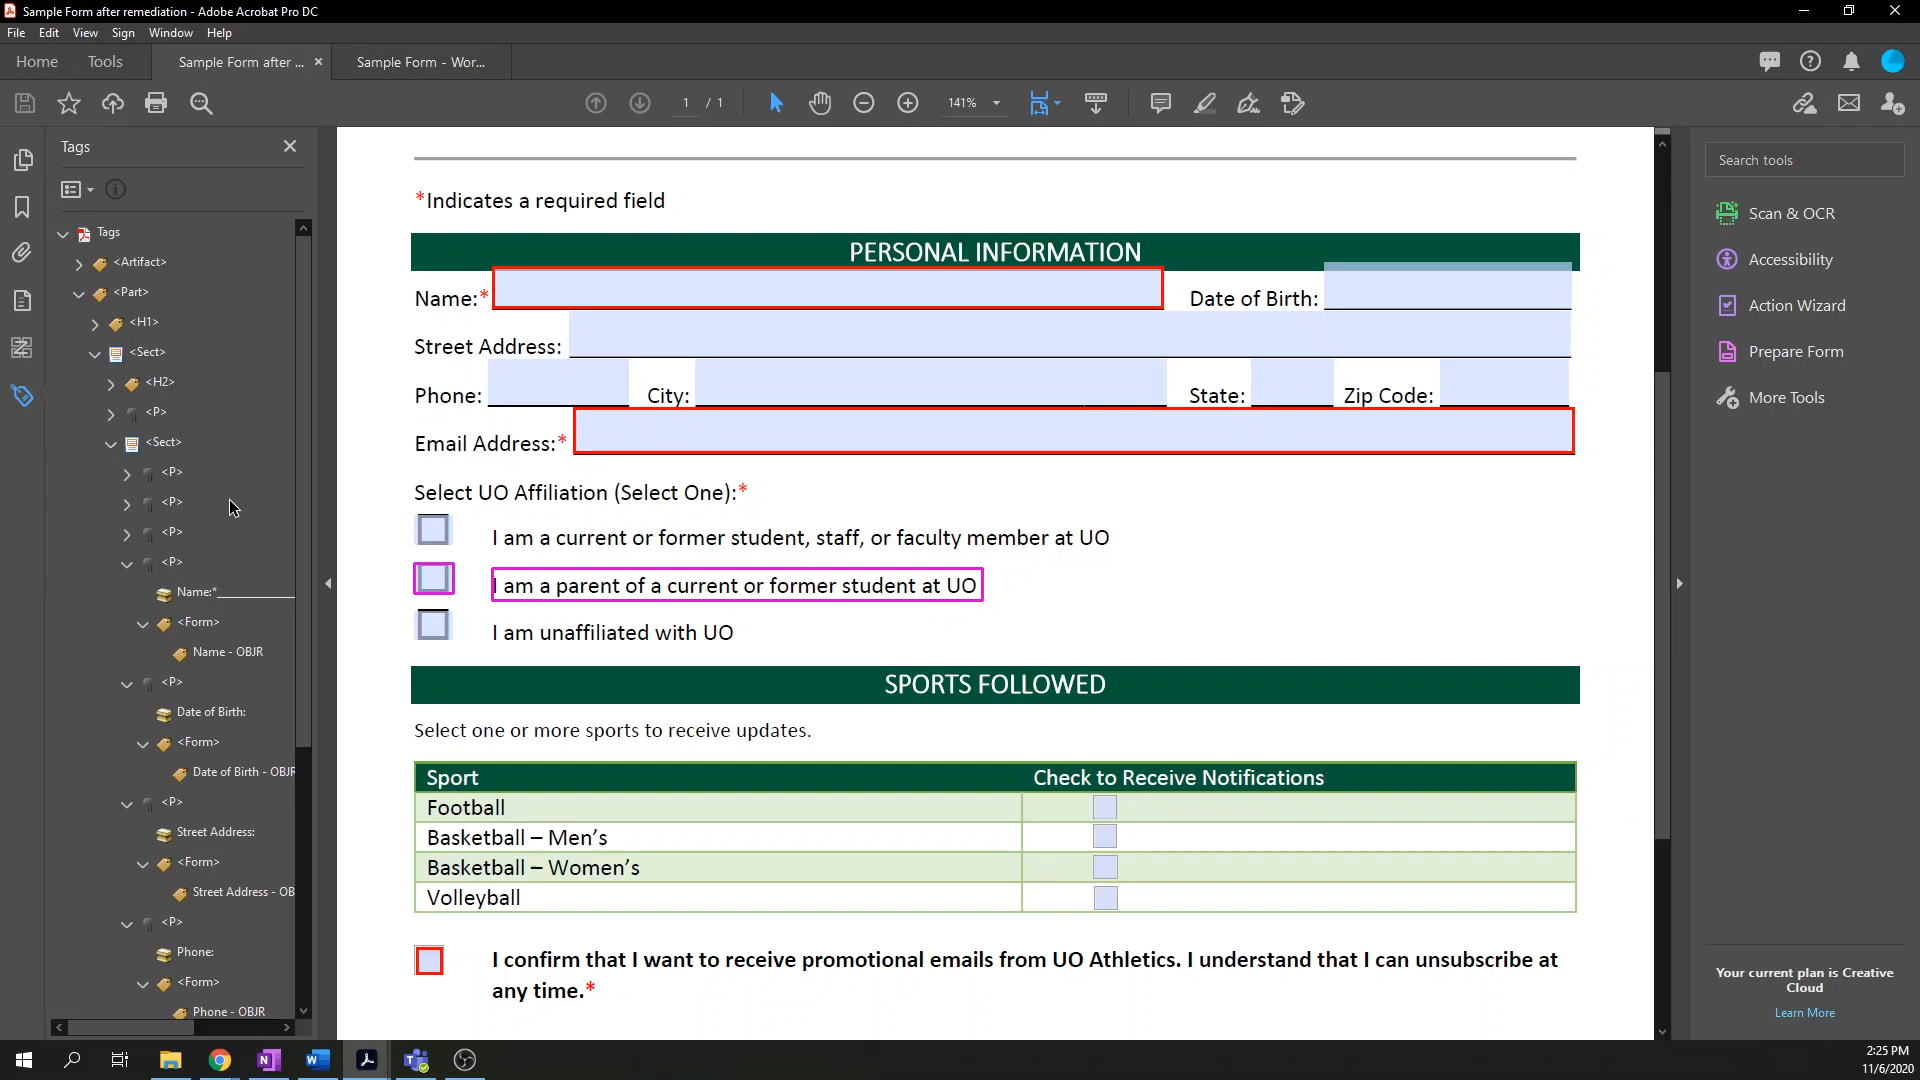 Sample Form after remediation - Adobe Acrobat Pro DC
File Edit View Sign Window Help
Home Tools Sample Form after ... × Sample Form - Wor...
1 / 1 141%
Tags
Search tools
Tags
<Artifact>
<Part>
<H1>
<Sect>
<H2>
<P>
<Sect>
<P>
<P>
<P>
<P>
Name:*____________
<Form>
Name - OBJR
<P>
Date of Birth:
<Form>
Date of Birth - OBJR
<P>
Street Address:
<Form>
Street Address - OB
<P>
Phone:
<Form>
Phone - OBJR
*Indicates a required field
PERSONAL INFORMATION
Name:* Date of Birth:
Street Address:
Phone: City: State: Zip Code:
Email Address:*
Select UO Affiliation (Select One):*
I am a current or former student, staff, or faculty member at UO
I am a parent of a current or former student at UO
I am unaffiliated with UO
SPORTS FOLLOWED
Select one or more sports to receive updates.
Sport Check to Receive Notifications
Football
Basketball – Men's
Basketball – Women's
Volleyball
I confirm that I want to receive promotional emails from UO Athletics. I understand that I can unsubscribe at
any time.*
Scan & OCR
Accessibility
Action Wizard
Prepare Form
More Tools
Your current plan is Creative
Cloud
Learn More
2:25 PM
11/6/2020